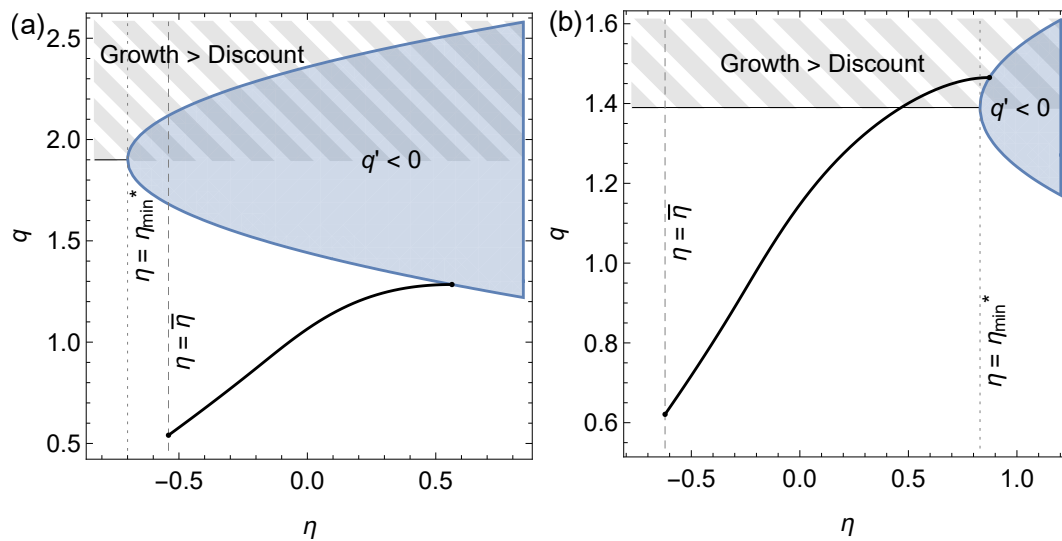 (a)
Growth > Discount
q' < 0
η = η*min
η = η̅
q
2.5
2.0
1.5
1.0
0.5
−0.5
0.0
0.5
η
(b)
Growth > Discount
q' < 0
η = η̅
η = η*min
q
1.6
1.4
1.2
1.0
0.8
0.6
−0.5
0.0
0.5
1.0
η